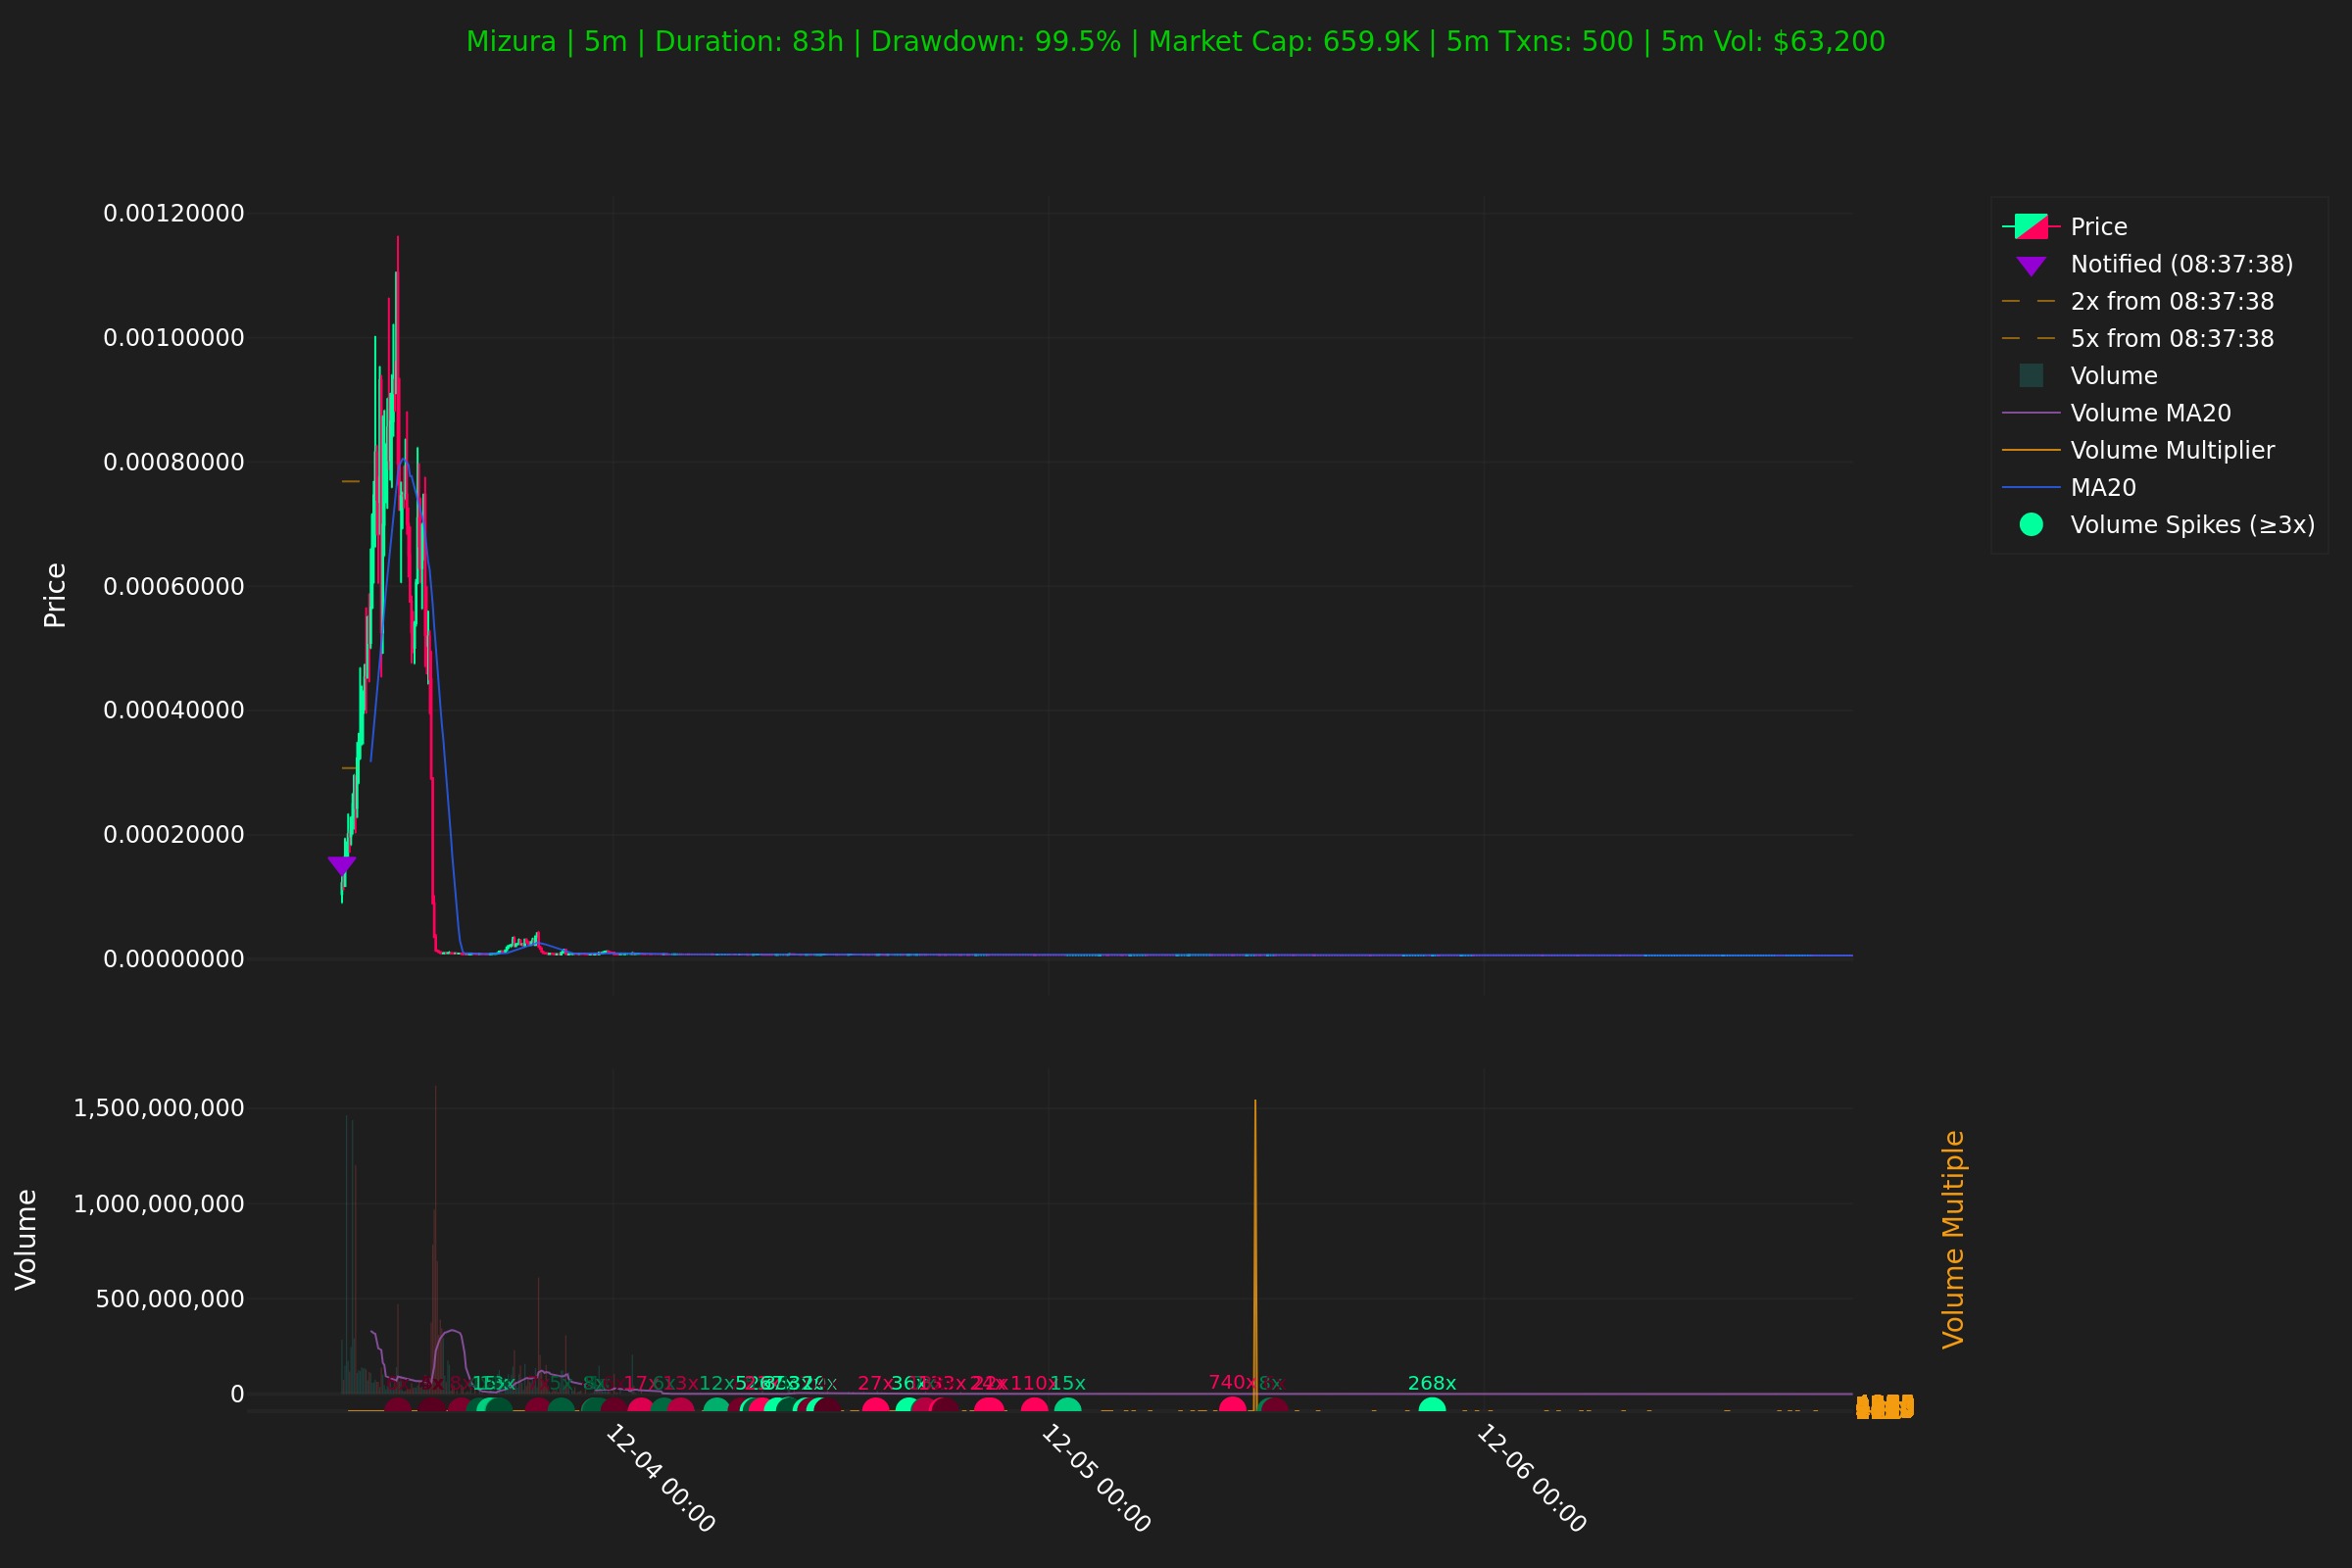 Mizura | 5m | Duration: 83h | Drawdown: 99.5% | Market Cap: 659.9K | 5m Txns: 500 | 5m Vol: $63,200
Price
0.00120000
0.00100000
0.00080000
0.00060000
0.00040000
0.00020000
0.00000000
Price
Notified (08:37:38)
2x from 08:37:38
5x from 08:37:38
Volume
Volume MA20
Volume Multiplier
MA20
Volume Spikes (≥3x)
Volume
1,500,000,000
1,000,000,000
500,000,000
0
15x
17x
13x
12x
27x
36x
110x
15x
740x
8x
268x
Volume Multiple
12-04 00:00
12-05 00:00
12-06 00:00